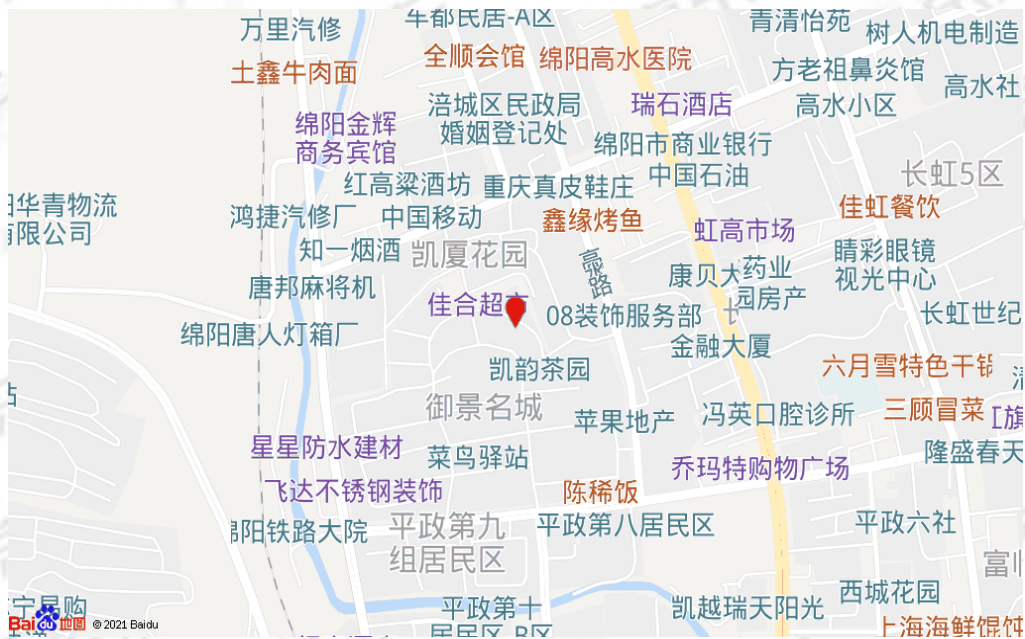 车都民居-A区
青清怡苑
万里汽修
树人机电制造
全顺会馆
绵阳高水医院
土鑫牛肉面
方老祖鼻炎馆
高水社
涪城区民政局
婚姻登记处
瑞石酒店
高水小区
绵阳金辉
商务宾馆
绵阳市商业银行
中国石油
长虹5区
红高粱酒坊
重庆真皮鞋庄
华青物流
有限公司
鸿捷汽修厂
中国移动
鑫缘烤鱼
佳虹餐饮
虹高市场
知一烟酒
凯厦花园
高水路
睛彩眼镜
视光中心
康贝大药业
唐邦麻将机
佳合超市
园房产
长
08装饰服务部
长虹世纪
绵阳唐人灯箱厂
金融大厦
凯韵茶园
六月雪特色干锅
御景名城
苹果地产
冯英口腔诊所
三顾冒菜
红旗
星星防水建材
菜鸟驿站
乔玛特购物广场
隆盛春天
飞达不锈钢装饰
陈稀饭
绵阳铁路大院
平政第九
组居民区
平政第八居民区
平政六社
西城花园
平政第十
居民区-B区
凯越瑞天阳光
上海海鲜馄饨
Bai du 地图 © 2021 Baidu